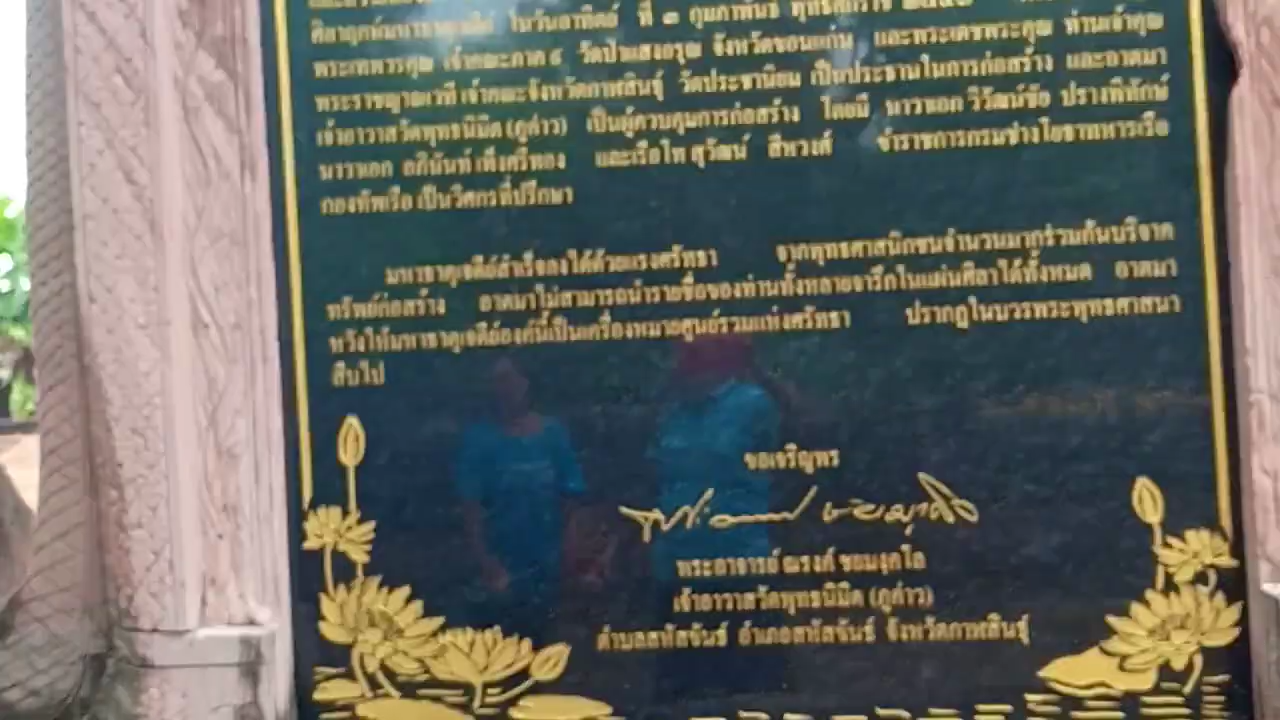 ศิลาฤกษ์มหาธาตุเจดีย์ ในวันอาทิตย์ ที่ ๓ กุมภาพันธ์ พุทธศักราช
พระเทพวรคุณ เจ้าคณะภาค ๙ วัดป่าแสงอรุณ จังหวัดขอนแก่น และพระเดชพระคุณ ท่านเจ้าคุณ
พระราชญาณเวที เจ้าคณะจังหวัดกาฬสินธุ์ วัดประชานิยม เป็นประธานในการก่อสร้าง และอาตมา
เจ้าอาวาสวัดพุทธนิมิต (ภูค่าว) เป็นผู้ควบคุมการก่อสร้าง โดยมี นาวาเอก วิวัฒน์ชัย ปรางพิทักษ์
นาวาเอก อภินันท์ เพ็งศรีทอง และเรือโท สุวัฒน์ สีหวงศ์ ข้าราชการกรมช่างโยธาทหารเรือ
กองทัพเรือ เป็นวิศกรที่ปรึกษา
มหาธาตุเจดีย์สำเร็จลงได้ด้วยแรงศรัทธา จากพุทธศาสนิกชนจำนวนมากร่วมกันบริจาค
ทรัพย์ก่อสร้าง อาตมาไม่สามารถนำรายชื่อของท่านทั้งหลายจารึกในแผ่นศิลาได้ทั้งหมด อาตมา
หวังให้มหาธาตุเจดีย์องค์นี้เป็นเครื่องหมายศูนย์รวมแห่งศรัทธา ปรากฏในบวรพระพุทธศาสนา
สืบไป
ขอเจริญพร
พระอาจารย์ ณรงค์ ชยมงฺคโล
เจ้าอาวาสวัดพุทธนิมิต (ภูค่าว)
ตำบลสหัสขันธ์ อำเภอสหัสขันธ์ จังหวัดกาฬสินธุ์